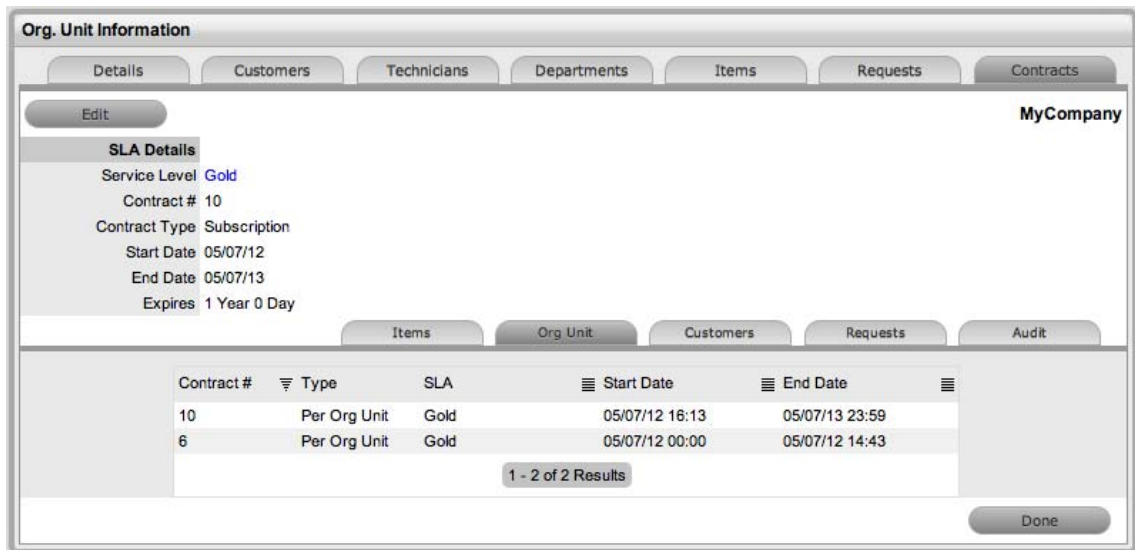 Org. Unit Information
Details Customers Technicians Departments Items Requests Contracts
Edit MyCompany
SLA Details
Service Level Gold
Contract # 10
Contract Type Subscription
Start Date 05/07/12
End Date 05/07/13
Expires 1 Year 0 Day
Items Org Unit Customers Requests Audit
Contract # Type SLA Start Date End Date
10 Per Org Unit Gold 05/07/12 16:13 05/07/13 23:59
6 Per Org Unit Gold 05/07/12 00:00 05/07/12 14:43
1 - 2 of 2 Results
Done